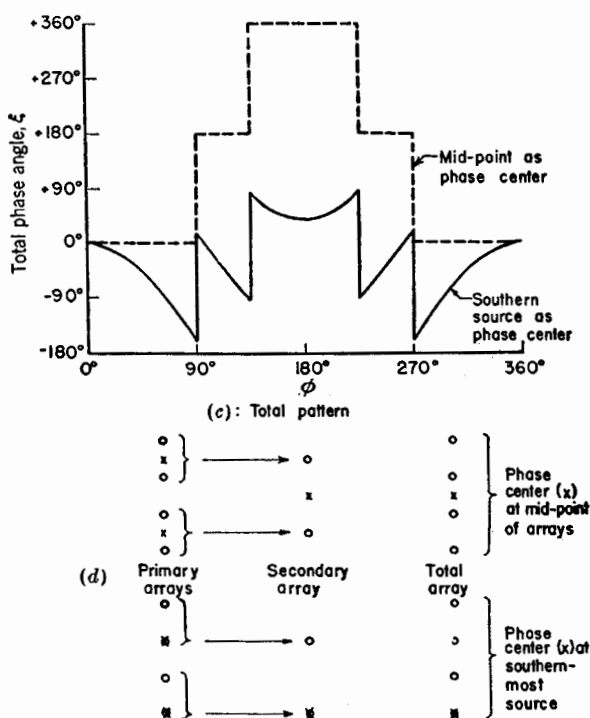 +360°
+270°
+180°
+90°
0°
-90°
-180°
Total phase angle, ξ
Mid-point as
phase center
Southern
source as
phase center
0°
90°
180°
270°
360°
ϕ
(c): Total pattern
Phase
center (x)
at mid-point
of arrays
(d)
Primary
arrays
Secondary
array
Total
array
Phase
center (x) at
southern-
most
source